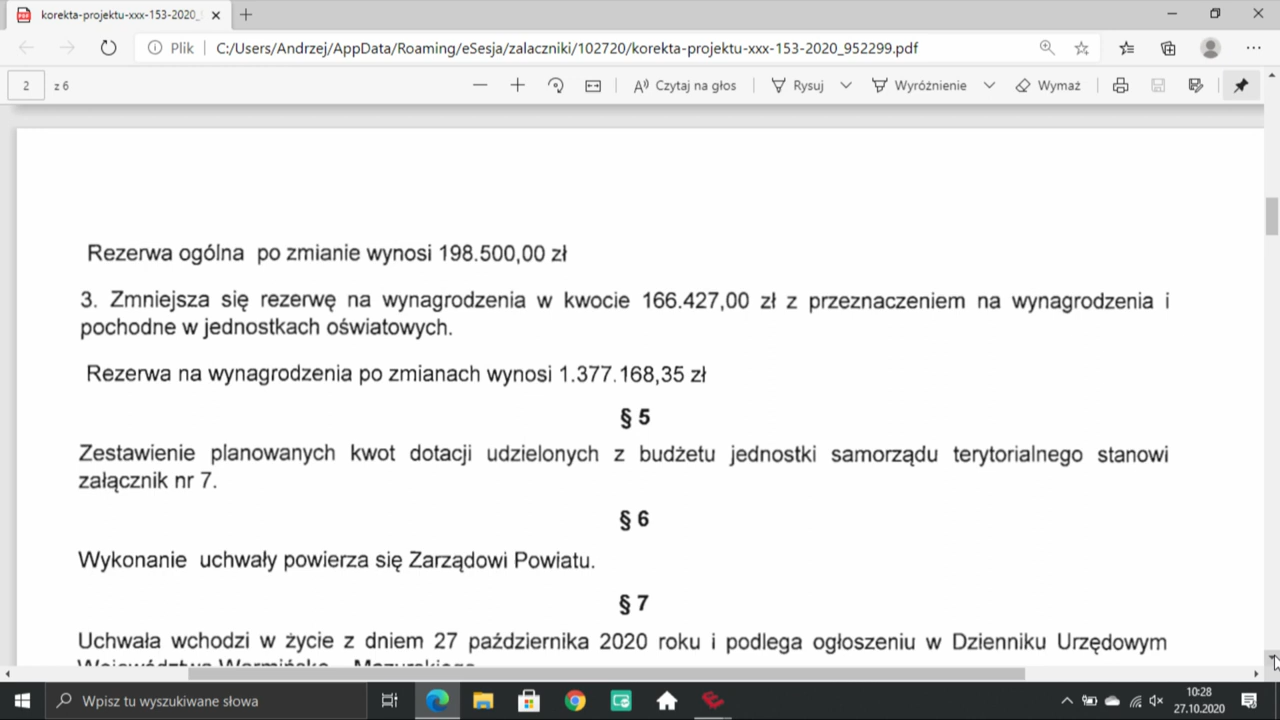 korekta-projektu-xxx-153-2020_
Plik
C:/Users/Andrzej/AppData/Roaming/eSesja/zalaczniki/102720/korekta-projektu-xxx-153-2020_952299.pdf
2 z 6
Czytaj na głos
Rysuj
Wyróżnienie
Wymaż
Rezerwa ogólna po zmianie wynosi 198.500,00 zł
3. Zmniejsza się rezerwę na wynagrodzenia w kwocie 166.427,00 zł z przeznaczeniem na wynagrodzenia i
pochodne w jednostkach oświatowych.
Rezerwa na wynagrodzenia po zmianach wynosi 1.377.168,35 zł
§ 5
Zestawienie planowanych kwot dotacji udzielonych z budżetu jednostki samorządu terytorialnego stanowi
załącznik nr 7.
§ 6
Wykonanie uchwały powierza się Zarządowi Powiatu.
§ 7
Uchwała wchodzi w życie z dniem 27 października 2020 roku i podlega ogłoszeniu w Dzienniku Urzędowym
Województwa Warmińsko - Mazurskiego
Wpisz tu wyszukiwane słowa
10:28
27.10.2020